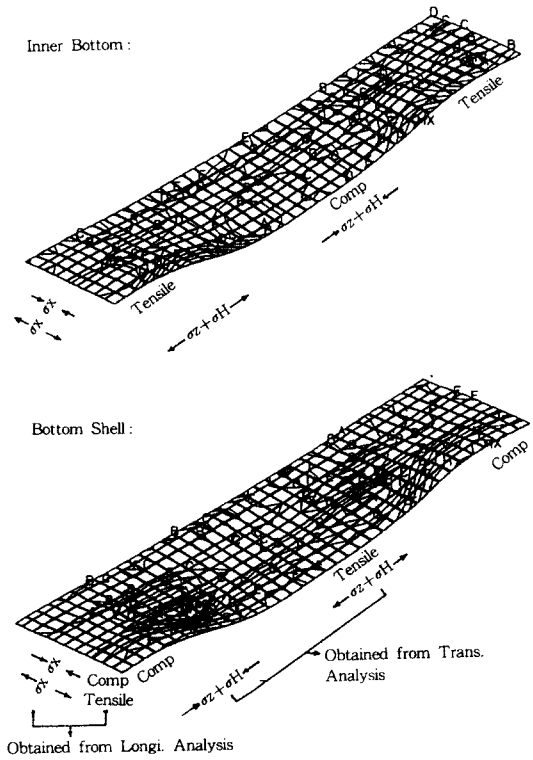 Inner Bottom :
D
C
C
B
Tensile
Comp
σz+σH
Tensile
σx
σx
σz+σH
Bottom Shell :
E
F
Comp
Tensile
σz+σH
Comp
σx
σx
Comp
Tensile
σz+σH
Obtained from Trans.
Analysis
Obtained from Longi. Analysis